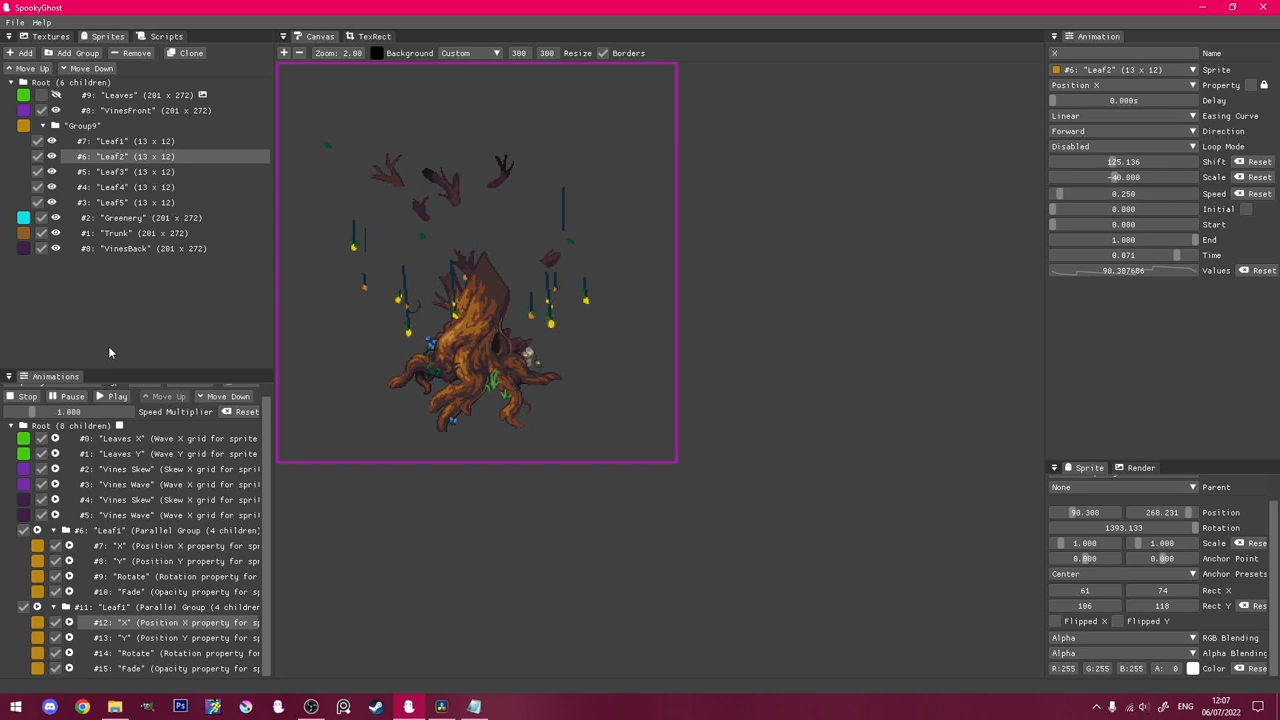 SpookyGhost
File Help
Textures Sprites Scripts
Add Add Group Remove Clone
Move Up Move Down
Root (6 children)
#9: "Leaves" (201 x 272)
#8: "VinesFront" (201 x 272)
"Group9"
#7: "Leaf1" (13 x 12)
#6: "Leaf2" (13 x 12)
#5: "Leaf3" (13 x 12)
#4: "Leaf4" (13 x 12)
#3: "Leaf5" (13 x 12)
#2: "Greenery" (201 x 272)
#1: "Trunk" (201 x 272)
#0: "VinesBack" (201 x 272)
Animations
Stop Pause Play Move Up Move Down
1.000 Speed Multiplier Reset
Root (8 children)
#0: "Leaves X" (Wave X grid for sprite
#1: "Leaves Y" (Wave Y grid for sprite
#2: "Vines Skew" (Skew X grid for spri
#3: "Vines Wave" (Wave X grid for spri
#4: "Vines Skew" (Skew X grid for spri
#5: "Vines Wave" (Wave X grid for spri
#6: "Leaf1" (Parallel Group (4 children)
#7: "X" (Position X property for sp
#8: "Y" (Position Y property for sp
#9: "Rotate" (Rotation property for
#10: "Fade" (Opacity property for s
#11: "Leaf1" (Parallel Group (4 children
#12: "X" (Position X property for s
#13: "Y" (Position Y property for s
#14: "Rotate" (Rotation property fo
#15: "Fade" (Opacity property for s
Canvas TexRect
+ − Zoom: 2.00 Background Custom 300 300 Resize Borders
Animation
X Name
#6: "Leaf2" (13 x 12) Sprite
Position X Property
0.000s Delay
Linear Easing Curve
Forward Direction
Disabled Loop Mode
125.136 Shift Reset
-40.000 Scale Reset
0.250 Speed Reset
0.000 Initial
0.000 Start
1.000 End
0.871 Time
90.307686 Values Reset
Sprite Render
None Parent
90.308 268.231 Position
1393.133 Rotation
1.000 1.000 Scale Rese
0.000 0.000 Anchor Point
Center Anchor Presets
61 74 Rect X
106 118 Rect Y Res
Flipped X Flipped Y
Alpha RGB Blending
Alpha Alpha Blending
R:255 G:255 B:255 A: 0 Color Rese
ENG
12:07
06/07/2022